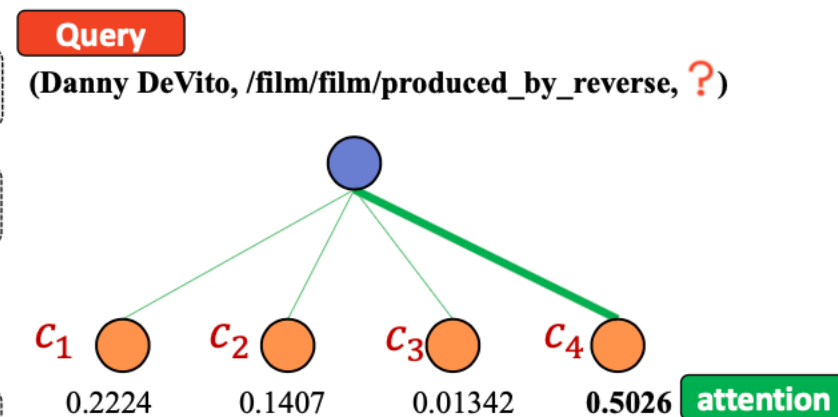 Query
(Danny DeVito, /film/film/produced_by_reverse, ?)
c1 c2 c3 c4
0.2224 0.1407 0.01342 0.5026 attention